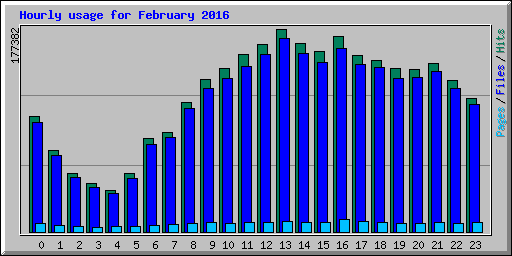 Hourly usage for February 2016
177382
Pages / Files / Hits
0 1 2 3 4 5 6 7 8 9 10 11 12 13 14 15 16 17 18 19 20 21 22 23